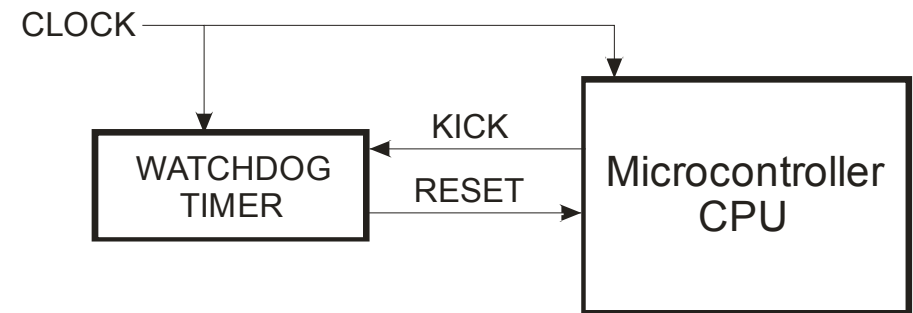 CLOCK
KICK
WATCHDOG
TIMER
RESET
Microcontroller
CPU